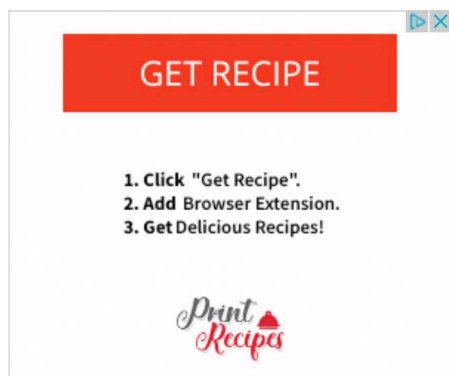 GET RECIPE
1. Click "Get Recipe".
2. Add Browser Extension.
3. Get Delicious Recipes!
Print
Recipes